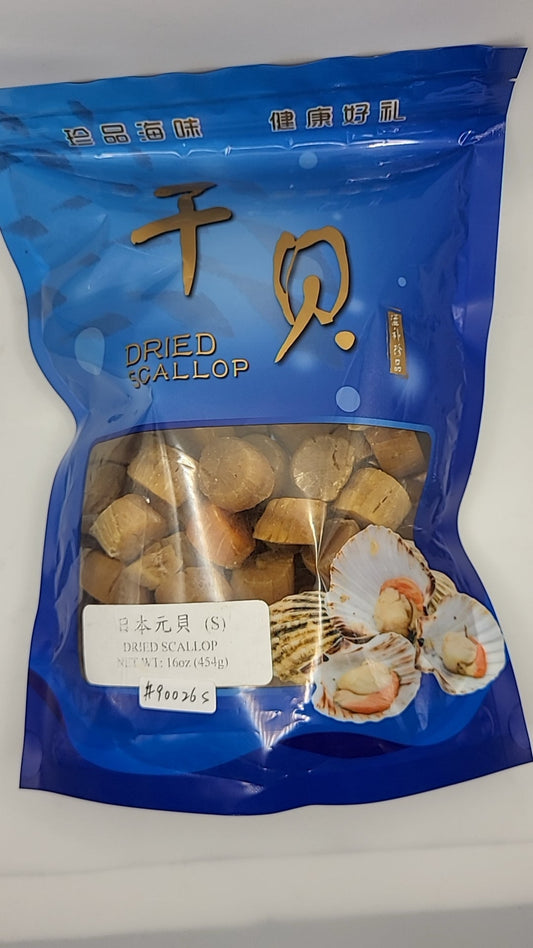 珍品海味 健康好礼
干贝
DRIED
SCALLOP
日本元貝 (S)
DRIED SCALLOP
NET WT: 16oz (454g)
#90026s